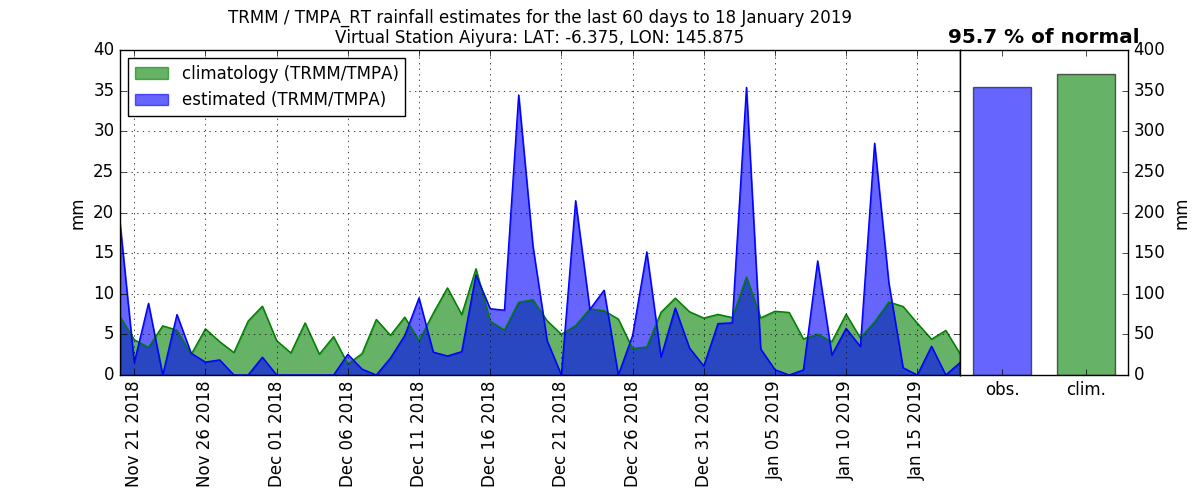 TRMM / TMPA_RT rainfall estimates for the last 60 days to 18 January 2019
Virtual Station Aiyura: LAT: -6.375, LON: 145.875
95.7 % of normal
climatology (TRMM/TMPA)
estimated (TRMM/TMPA)
40
35
30
25
20
15
10
5
0
mm
400
350
300
250
200
150
100
50
0
mm
Nov 21 2018
Nov 26 2018
Dec 01 2018
Dec 06 2018
Dec 11 2018
Dec 16 2018
Dec 21 2018
Dec 26 2018
Dec 31 2018
Jan 05 2019
Jan 10 2019
Jan 15 2019
obs.
clim.